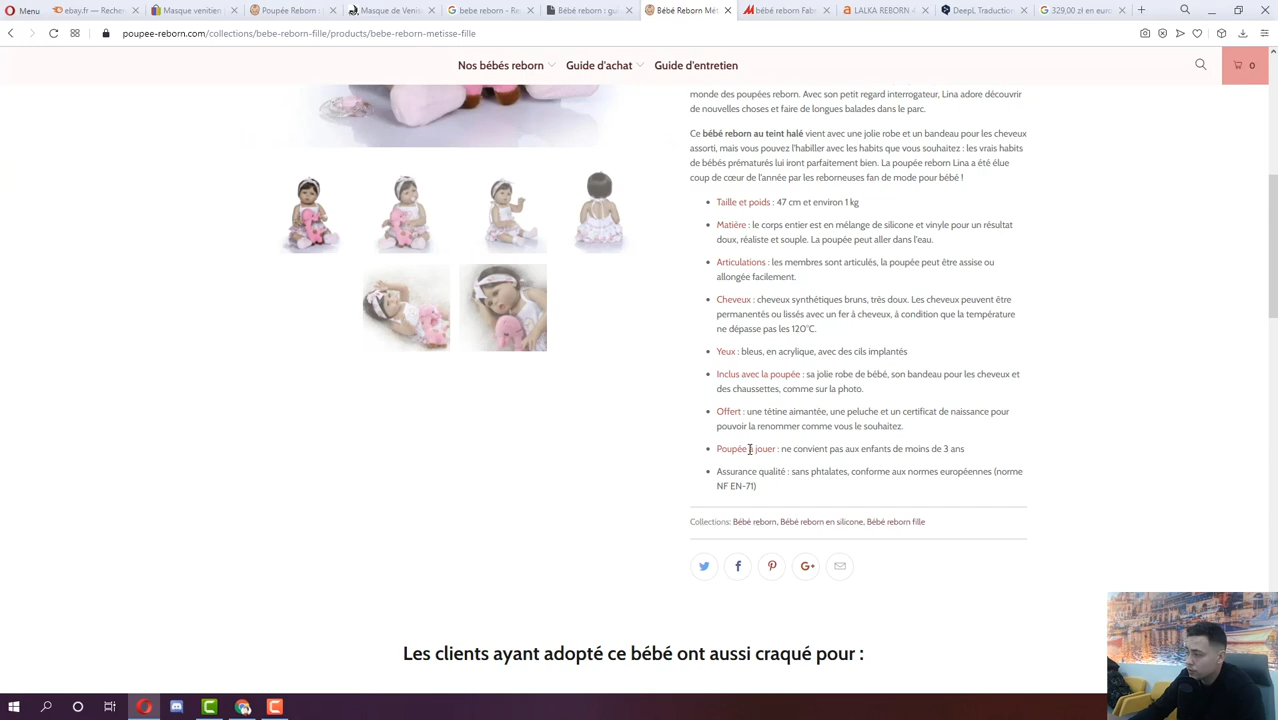 Menu
ebay.fr — Recher
Masque venitien
Poupée Reborn :
Masque de Venis
bebe reborn - Re
Bébé reborn : gui
Bébé Reborn Mét
bébé reborn Fab
LALKA REBORN 4
DeepL Traduction
329,00 zł en euro
poupee-reborn.com/collections/bebe-reborn-fille/products/bebe-reborn-metisse-fille
Nos bébés reborn Guide d'achat Guide d'entretien 0
monde des poupées reborn. Avec son petit regard interrogateur, Lina adore découvrir
de nouvelles choses et faire de longues balades dans le parc.
Ce bébé reborn au teint halé vient avec une jolie robe et un bandeau pour les cheveux
assorti, mais vous pouvez l'habiller avec les habits que vous souhaitez : les vrais habits
de bébés prématurés lui iront parfaitement bien. La poupée reborn Lina a été élue
coup de cœur de l'année par les reborneuses fan de mode pour bébé !
Taille et poids : 47 cm et environ 1 kg
Matière : le corps entier est en mélange de silicone et vinyle pour un résultat
doux, réaliste et souple. La poupée peut aller dans l'eau.
Articulations : les membres sont articulés, la poupée peut être assise ou
allongée facilement.
Cheveux : cheveux synthétiques bruns, très doux. Les cheveux peuvent être
permanentés ou lissés avec un fer à cheveux, à condition que la température
ne dépasse pas les 120°C.
Yeux : bleus, en acrylique, avec des cils implantés
Inclus avec la poupée : sa jolie robe de bébé, son bandeau pour les cheveux et
des chaussettes, comme sur la photo.
Offert : une tétine aimantée, une peluche et un certificat de naissance pour
pouvoir la renommer comme vous le souhaitez.
Poupée à jouer : ne convient pas aux enfants de moins de 3 ans
Assurance qualité : sans phtalates, conforme aux normes européennes (norme
NF EN-71)
Collections: Bébé reborn, Bébé reborn en silicone, Bébé reborn fille
Les clients ayant adopté ce bébé ont aussi craqué pour :